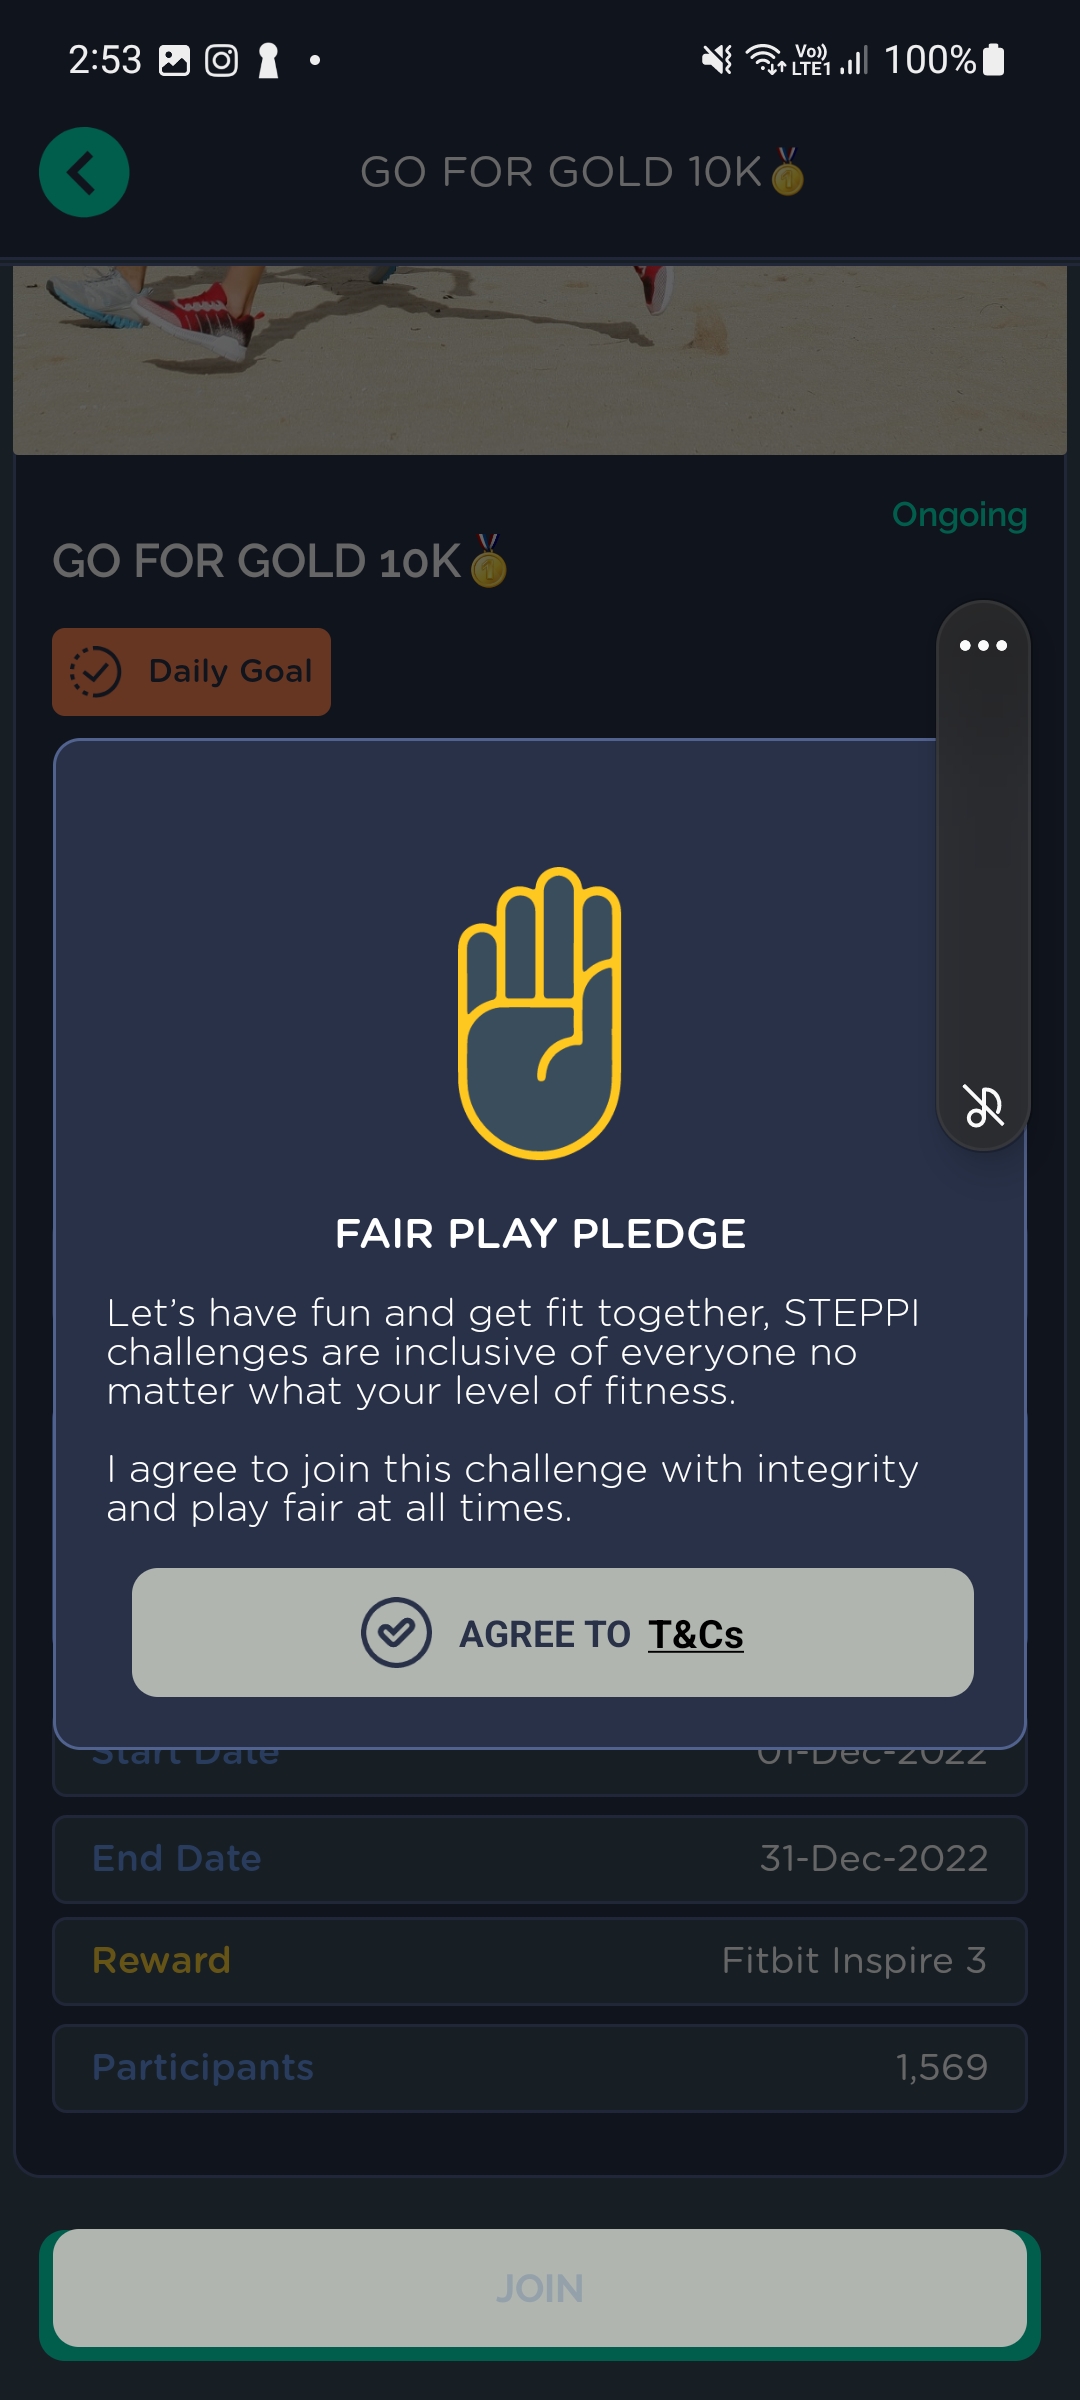 2:53
Vo)) LTE1 100%
GO FOR GOLD 10K🏅
Ongoing
GO FOR GOLD 10K🏅
Daily Goal
FAIR PLAY PLEDGE
Let’s have fun and get fit together, STEPPI
challenges are inclusive of everyone no
matter what your level of fitness.
I agree to join this challenge with integrity
and play fair at all times.
AGREE TO T&Cs
Start Date 01-Dec-2022
End Date 31-Dec-2022
Reward Fitbit Inspire 3
Participants 1,569
JOIN